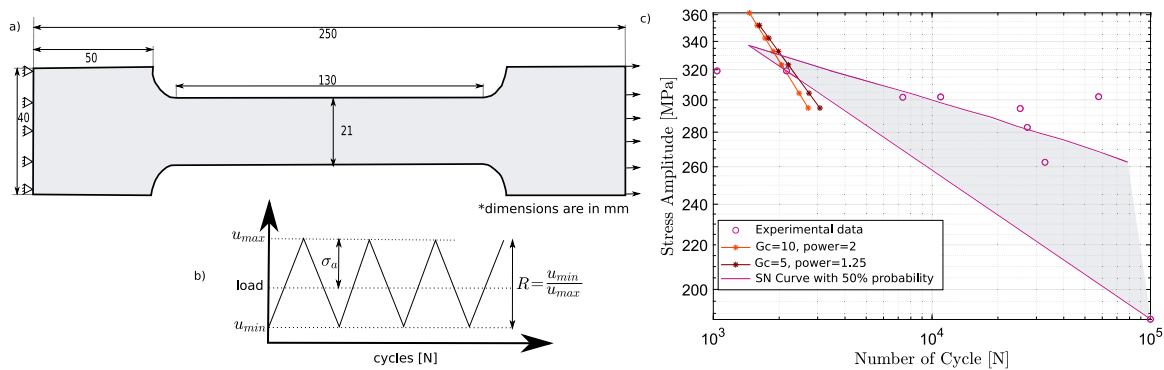 a)
250
50
130
40
21
*dimensions are in mm
b)
u_max
σ_a
load
R = u_min / u_max
u_min
cycles [N]
c)
360
340
320
300
280
260
240
220
200
Stress Amplitude [MPa]
Experimental data
Gc=10, power=2
Gc=5, power=1.25
SN Curve with 50% probability
10^3
10^4
10^5
Number of Cycle [N]